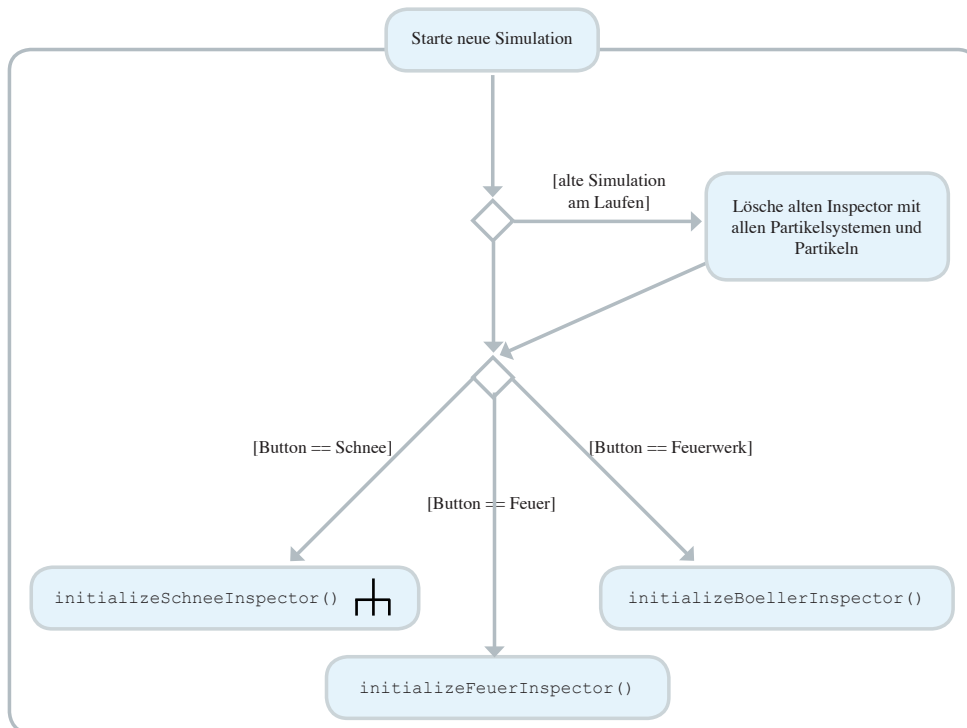 Starte neue Simulation
[alte Simulation
am Laufen]
Lösche alten Inspector mit
allen Partikelsystemen und
Partikeln
[Button == Schnee]
[Button == Feuerwerk]
[Button == Feuer]
initializeSchneeInspector()
initializeBoellerInspector()
initializeFeuerInspector()